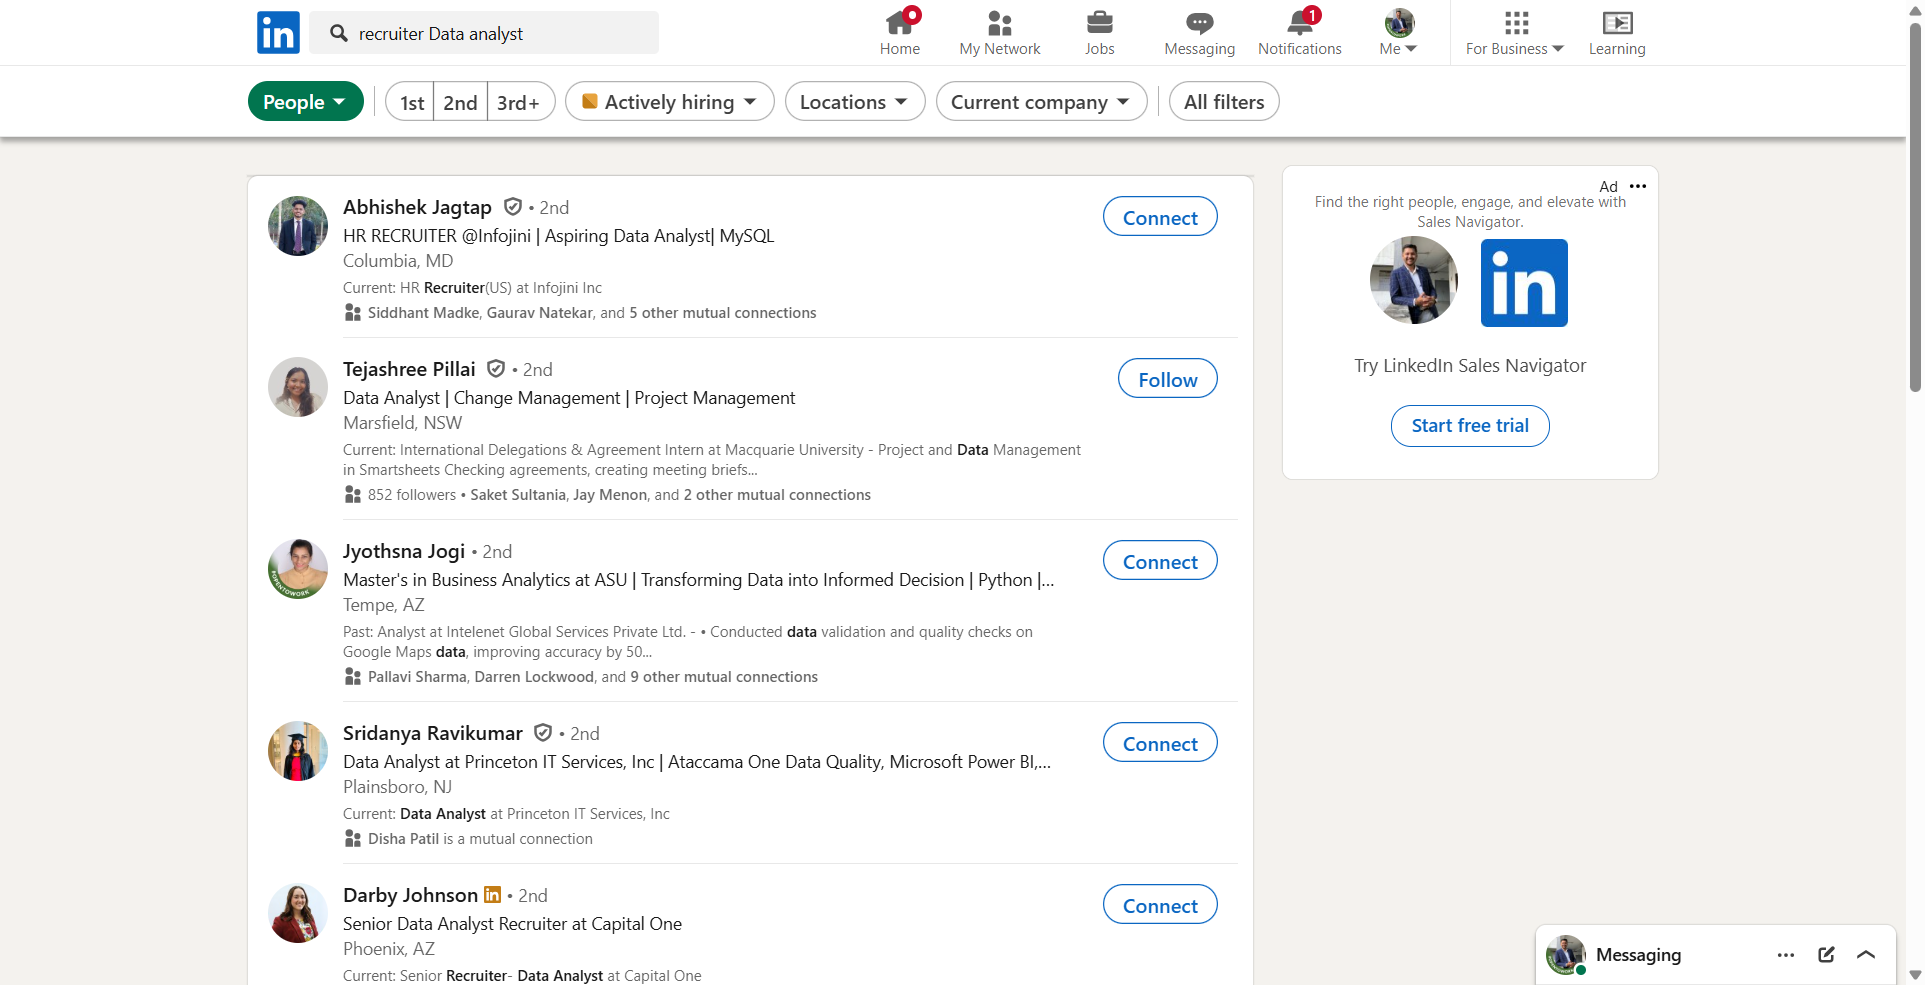 in
recruiter Data analyst
Home
My Network
Jobs
Messaging
1
Notifications
Me
For Business
Learning
People
1st
2nd
3rd+
Actively hiring
Locations
Current company
All filters
Abhishek Jagtap • 2nd
HR RECRUITER @Infojini | Aspiring Data Analyst| MySQL
Columbia, MD
Current: HR Recruiter(US) at Infojini Inc
Siddhant Madke, Gaurav Natekar, and 5 other mutual connections
Connect
Tejashree Pillai • 2nd
Data Analyst | Change Management | Project Management
Marsfield, NSW
Current: International Delegations & Agreement Intern at Macquarie University - Project and Data Management
in Smartsheets Checking agreements, creating meeting briefs...
852 followers • Saket Sultania, Jay Menon, and 2 other mutual connections
Follow
#OPENTOWORK
Jyothsna Jogi • 2nd
Master's in Business Analytics at ASU | Transforming Data into Informed Decision | Python |...
Tempe, AZ
Past: Analyst at Intelenet Global Services Private Ltd. - • Conducted data validation and quality checks on
Google Maps data, improving accuracy by 50...
Pallavi Sharma, Darren Lockwood, and 9 other mutual connections
Connect
Sridanya Ravikumar • 2nd
Data Analyst at Princeton IT Services, Inc | Ataccama One Data Quality, Microsoft Power BI,...
Plainsboro, NJ
Current: Data Analyst at Princeton IT Services, Inc
Disha Patil is a mutual connection
Connect
Darby Johnson in • 2nd
Senior Data Analyst Recruiter at Capital One
Phoenix, AZ
Current: Senior Recruiter- Data Analyst at Capital One
Connect
Ad
Find the right people, engage, and elevate with
Sales Navigator.
in
Try LinkedIn Sales Navigator
Start free trial
Messaging